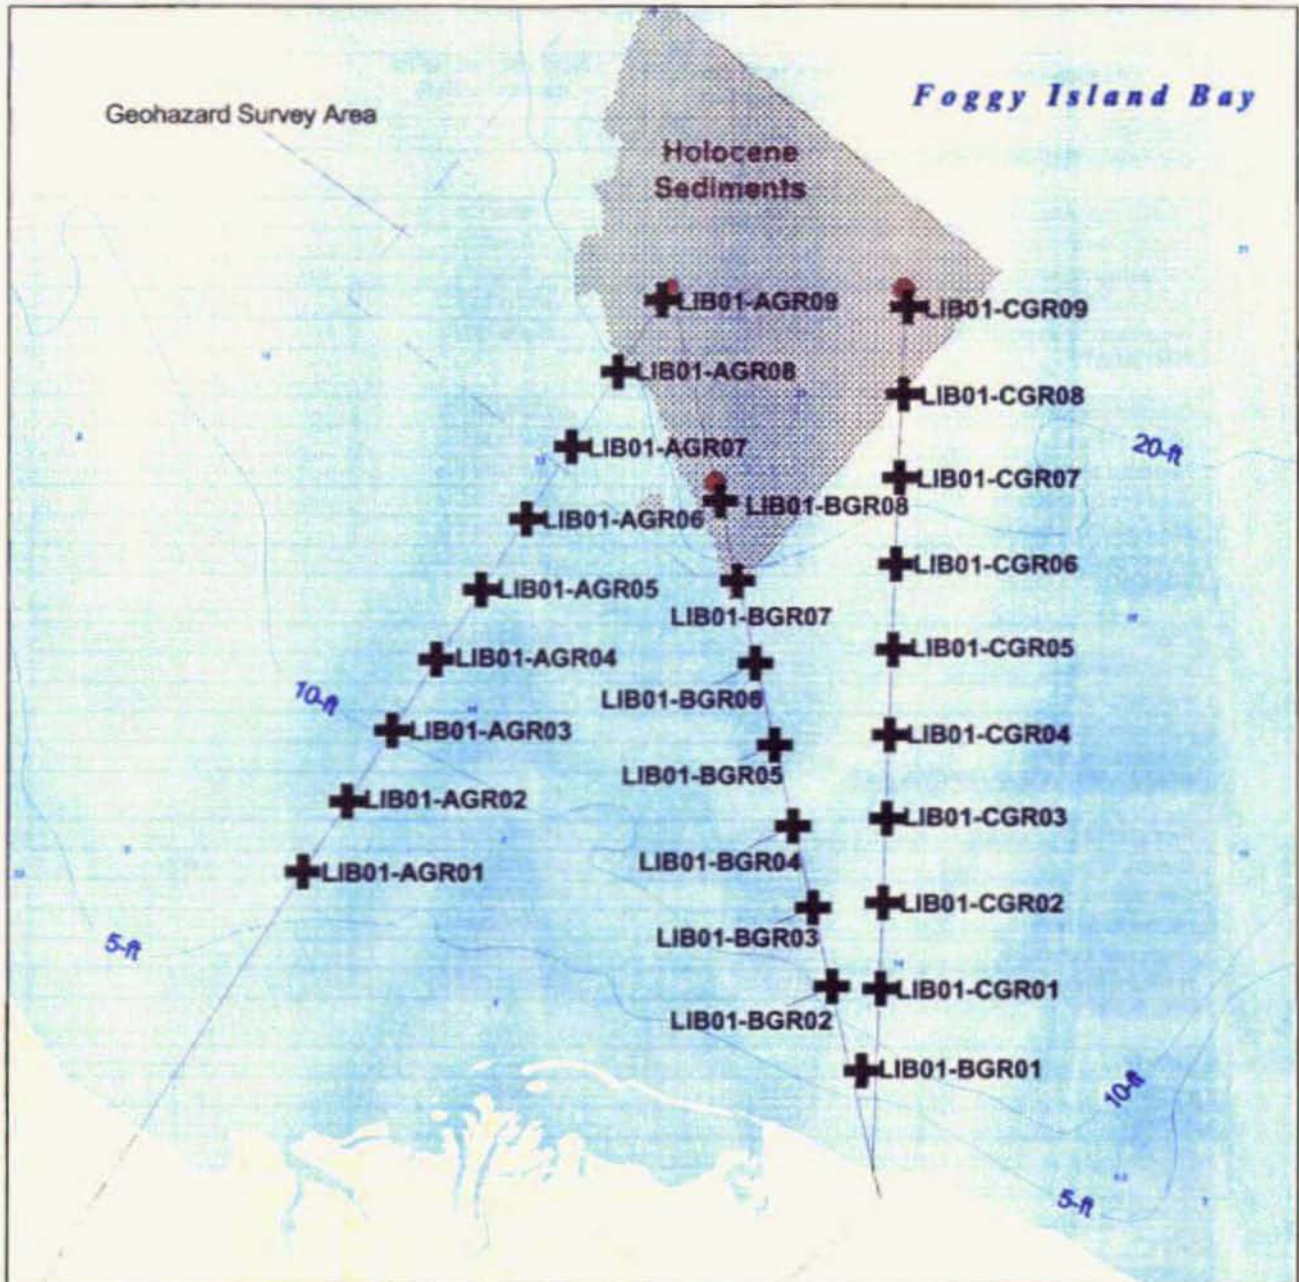 Foggy Island Bay
Geohazard Survey Area
Holocene
Sediments
LIB01-AGR09
LIB01-CGR09
LIB01-AGR08
LIB01-CGR08
LIB01-AGR07
20-ft
LIB01-CGR07
LIB01-BGR08
LIB01-AGR06
LIB01-CGR06
LIB01-AGR05
LIB01-BGR07
LIB01-CGR05
LIB01-AGR04
10-ft
LIB01-BGR06
LIB01-AGR03
LIB01-CGR04
LIB01-BGR05
LIB01-AGR02
LIB01-CGR03
LIB01-BGR04
LIB01-AGR01
LIB01-CGR02
LIB01-BGR03
5-ft
LIB01-CGR01
LIB01-BGR02
LIB01-BGR01
10-ft
5-ft